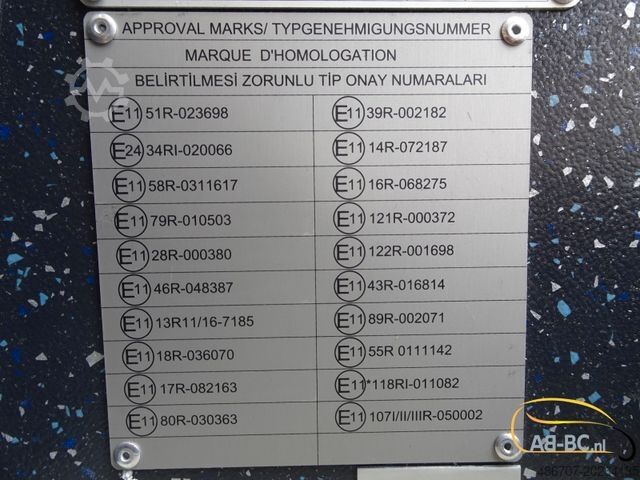 APPROVAL MARKS/ TYPGENEHMIGUNGSNUMMER
MARQUE D'HOMOLOGATION
BELİRTİLMESİ ZORUNLU TİP ONAY NUMARALARI
E11 51R-023698 E11 39R-002182
E24 34RI-020066 E11 14R-072187
E11 58R-0311617 E11 16R-068275
E11 79R-010503 E11 121R-000372
E11 28R-000380 E11 122R-001698
E11 46R-048387 E11 43R-016814
E11 13R11/16-7185 E11 89R-002071
E11 18R-036070 E11 55R 0111142
E11 17R-082163 E11*118RI-011082
E11 80R-030363 E11 107I/II/IIIR-050002
AB-BC.nl